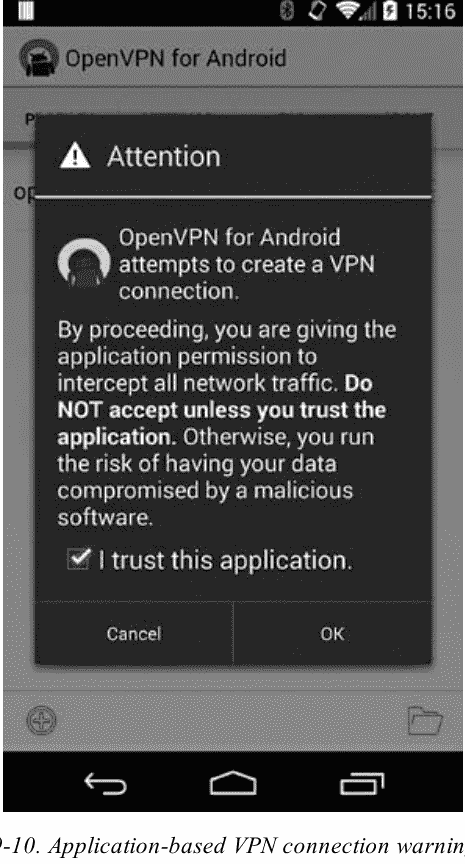 15:16
OpenVPN for Android
Attention
OpenVPN for Android
attempts to create a VPN
connection.
By proceeding, you are giving the
application permission to
intercept all network traffic. Do
NOT accept unless you trust the
application. Otherwise, you run
the risk of having your data
compromised by a malicious
software.
I trust this application.
Cancel
OK
-10. Application-based VPN connection warnin